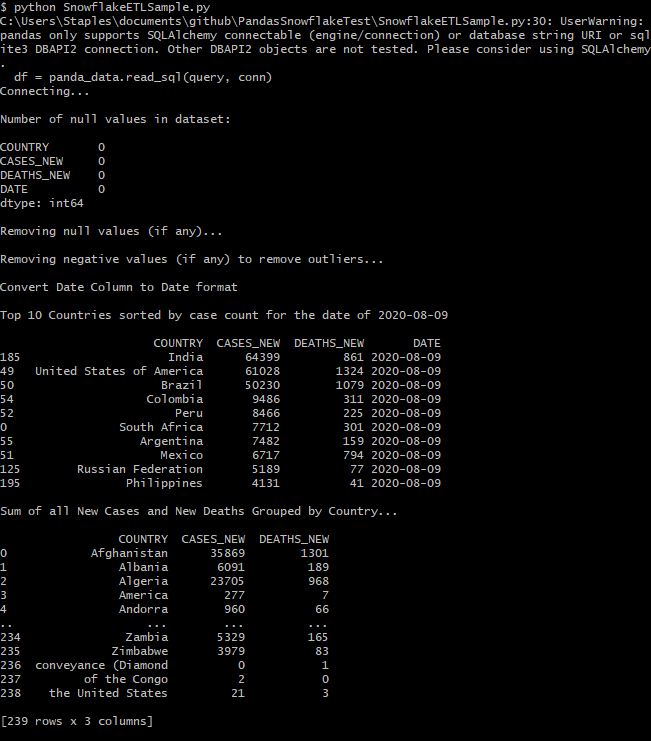 $ python SnowflakeETLSample.py
C:\Users\Staples\documents\github\PandasSnowflakeTest\SnowflakeETLSample.py:30: UserWarning:
pandas only supports SQLAlchemy connectable (engine/connection) or database string URI or sql
ite3 DBAPI2 connection. Other DBAPI2 objects are not tested. Please consider using SQLAlchemy
.
  df = panda_data.read_sql(query, conn)
Connecting...

Number of null values in dataset:

COUNTRY       0
CASES_NEW     0
DEATHS_NEW    0
DATE          0
dtype: int64

Removing null values (if any)...

Removing negative values (if any) to remove outliers...

Convert Date Column to Date format

Top 10 Countries sorted by case count for the date of 2020-08-09

                      COUNTRY  CASES_NEW  DEATHS_NEW        DATE
185                     India      64399         861 2020-08-09
49   United States of America      61028        1324 2020-08-09
50                     Brazil      50230        1079 2020-08-09
54                   Colombia       9486         311 2020-08-09
52                       Peru       8466         225 2020-08-09
0                South Africa       7712         301 2020-08-09
55                  Argentina       7482         159 2020-08-09
51                     Mexico       6717         794 2020-08-09
125        Russian Federation       5189          77 2020-08-09
195               Philippines       4131          41 2020-08-09

Sum of all New Cases and New Deaths Grouped by Country...

                 COUNTRY  CASES_NEW  DEATHS_NEW
0            Afghanistan      35869        1301
1                Albania       6091         189
2                Algeria      23705         968
3                America        277           7
4                Andorra        960          66
..                   ...        ...         ...
234               Zambia       5329         165
235             Zimbabwe       3979          83
236  conveyance (Diamond          0           1
237         of the Congo          2           0
238    the United States         21           3

[239 rows x 3 columns]